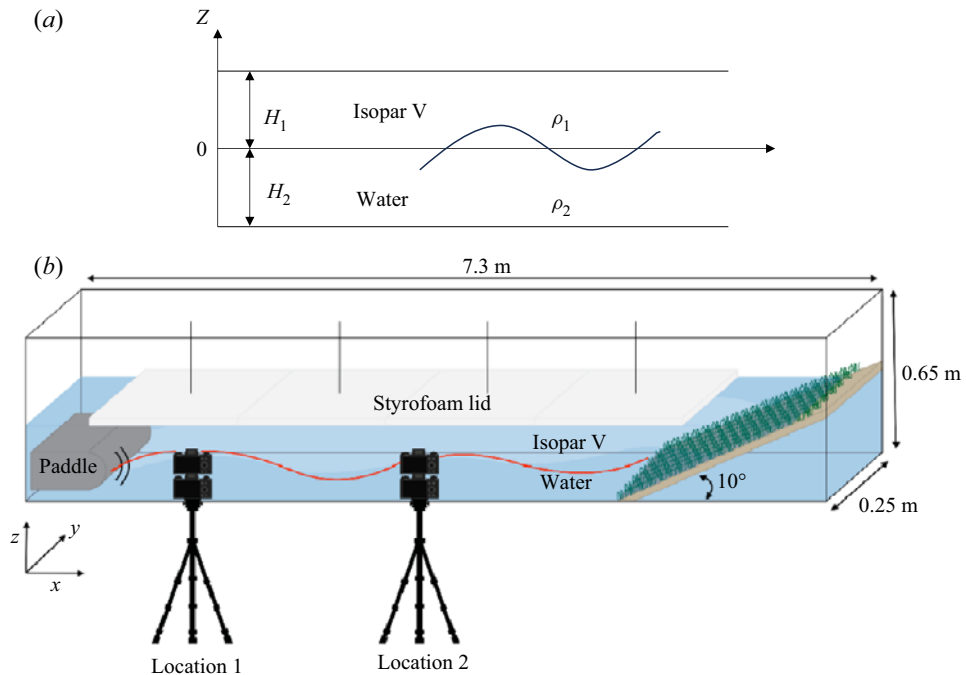 (a)
Z
H₁
Isopar V
ρ₁
0
H₂
Water
ρ₂
(b)
7.3 m
0.65 m
Styrofoam lid
Paddle
Isopar V
Water
10°
0.25 m
z
y
x
Location 1
Location 2